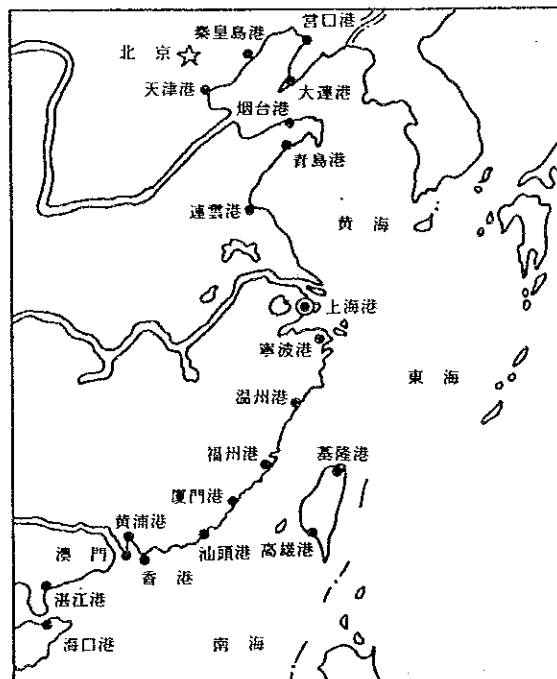 営口港
秦皇島港
北京
天津港
大連港
烟台港
青島港
連雲港
黄海
上海港
寧波港
東海
温州港
福州港
基隆港
厦門港
黄浦港
澳門
香港
汕頭港
高雄港
湛江港
海口港
南海